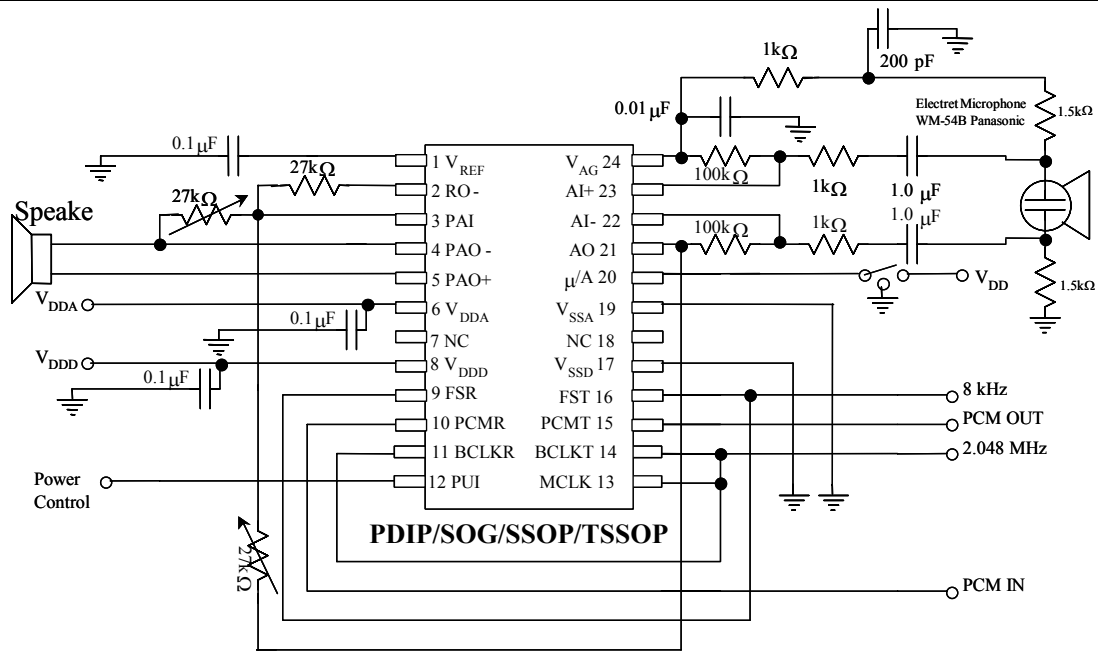 1kΩ
200 pF
0.01 μF
Electret Microphone
WM-54B Panasonic
1.5kΩ
0.1 μF
27kΩ
27kΩ
Speake
1 VREF
2 RO -
3 PAI
4 PAO -
5 PAO+
6 VDDA
7 NC
8 VDDD
9 FSR
10 PCMR
11 BCLKR
12 PUI
VAG 24
AI+ 23
AI- 22
AO 21
μ/A 20
VSSA 19
NC 18
VSSD 17
FST 16
PCMT 15
BCLKT 14
MCLK 13
100kΩ
1kΩ
1.0 μF
1.0
μF
100kΩ
1kΩ
VDD
1.5kΩ
VDDA
0.1 μF
VDDD
0.1 μF
8 kHz
PCM OUT
2.048 MHz
Power
Control
PDIP/SOG/SSOP/TSSOP
27kΩ
PCM IN